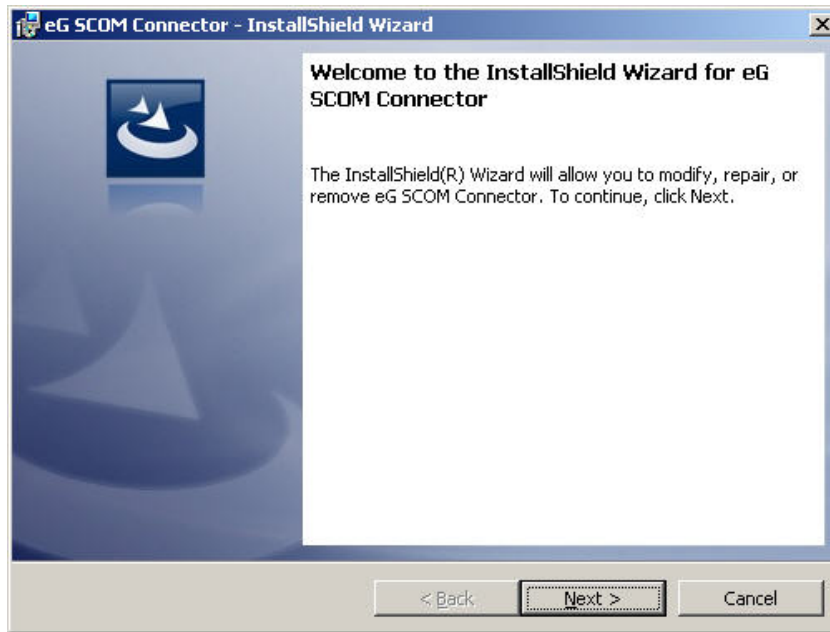 eG SCOM Connector - InstallShield Wizard
Welcome to the InstallShield Wizard for eG
SCOM Connector
The InstallShield(R) Wizard will allow you to modify, repair, or
remove eG SCOM Connector. To continue, click Next.
< Back
Next >
Cancel